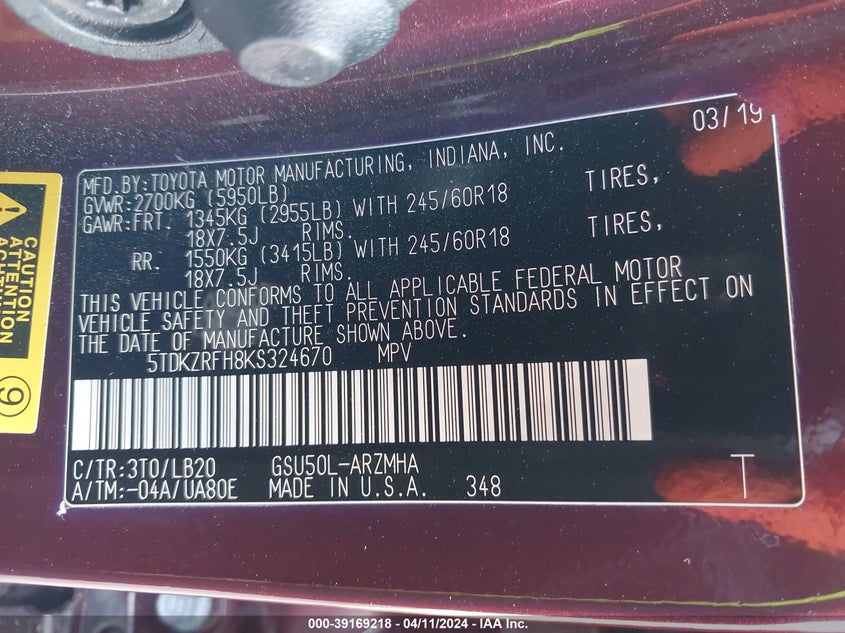 03/19
MFD.BY:TOYOTA MOTOR MANUFACTURING, INDIANA, INC.
GVWR:2700KG (5950LB)
GAWR:FRT. 1345KG (2955LB) WITH 245/60R18 TIRES,
18X7.5J RIMS.
RR. 1550KG (3415LB) WITH 245/60R18 TIRES,
18X7.5J RIMS.
THIS VEHICLE CONFORMS TO ALL APPLICABLE FEDERAL MOTOR
VEHICLE SAFETY AND THEFT PREVENTION STANDARDS IN EFFECT ON
THE DATE OF MANUFACTURE SHOWN ABOVE.
5TDKZRFH8KS324670 MPV
C/TR:3T0/LB20 GSU50L-ARZMHA
A/TM:-04A/UA80E MADE IN U.S.A. 348 T
CAUTION
ATTENTION
ACHTUNG
9
000-39169218 - 04/11/2024 - IAA Inc.